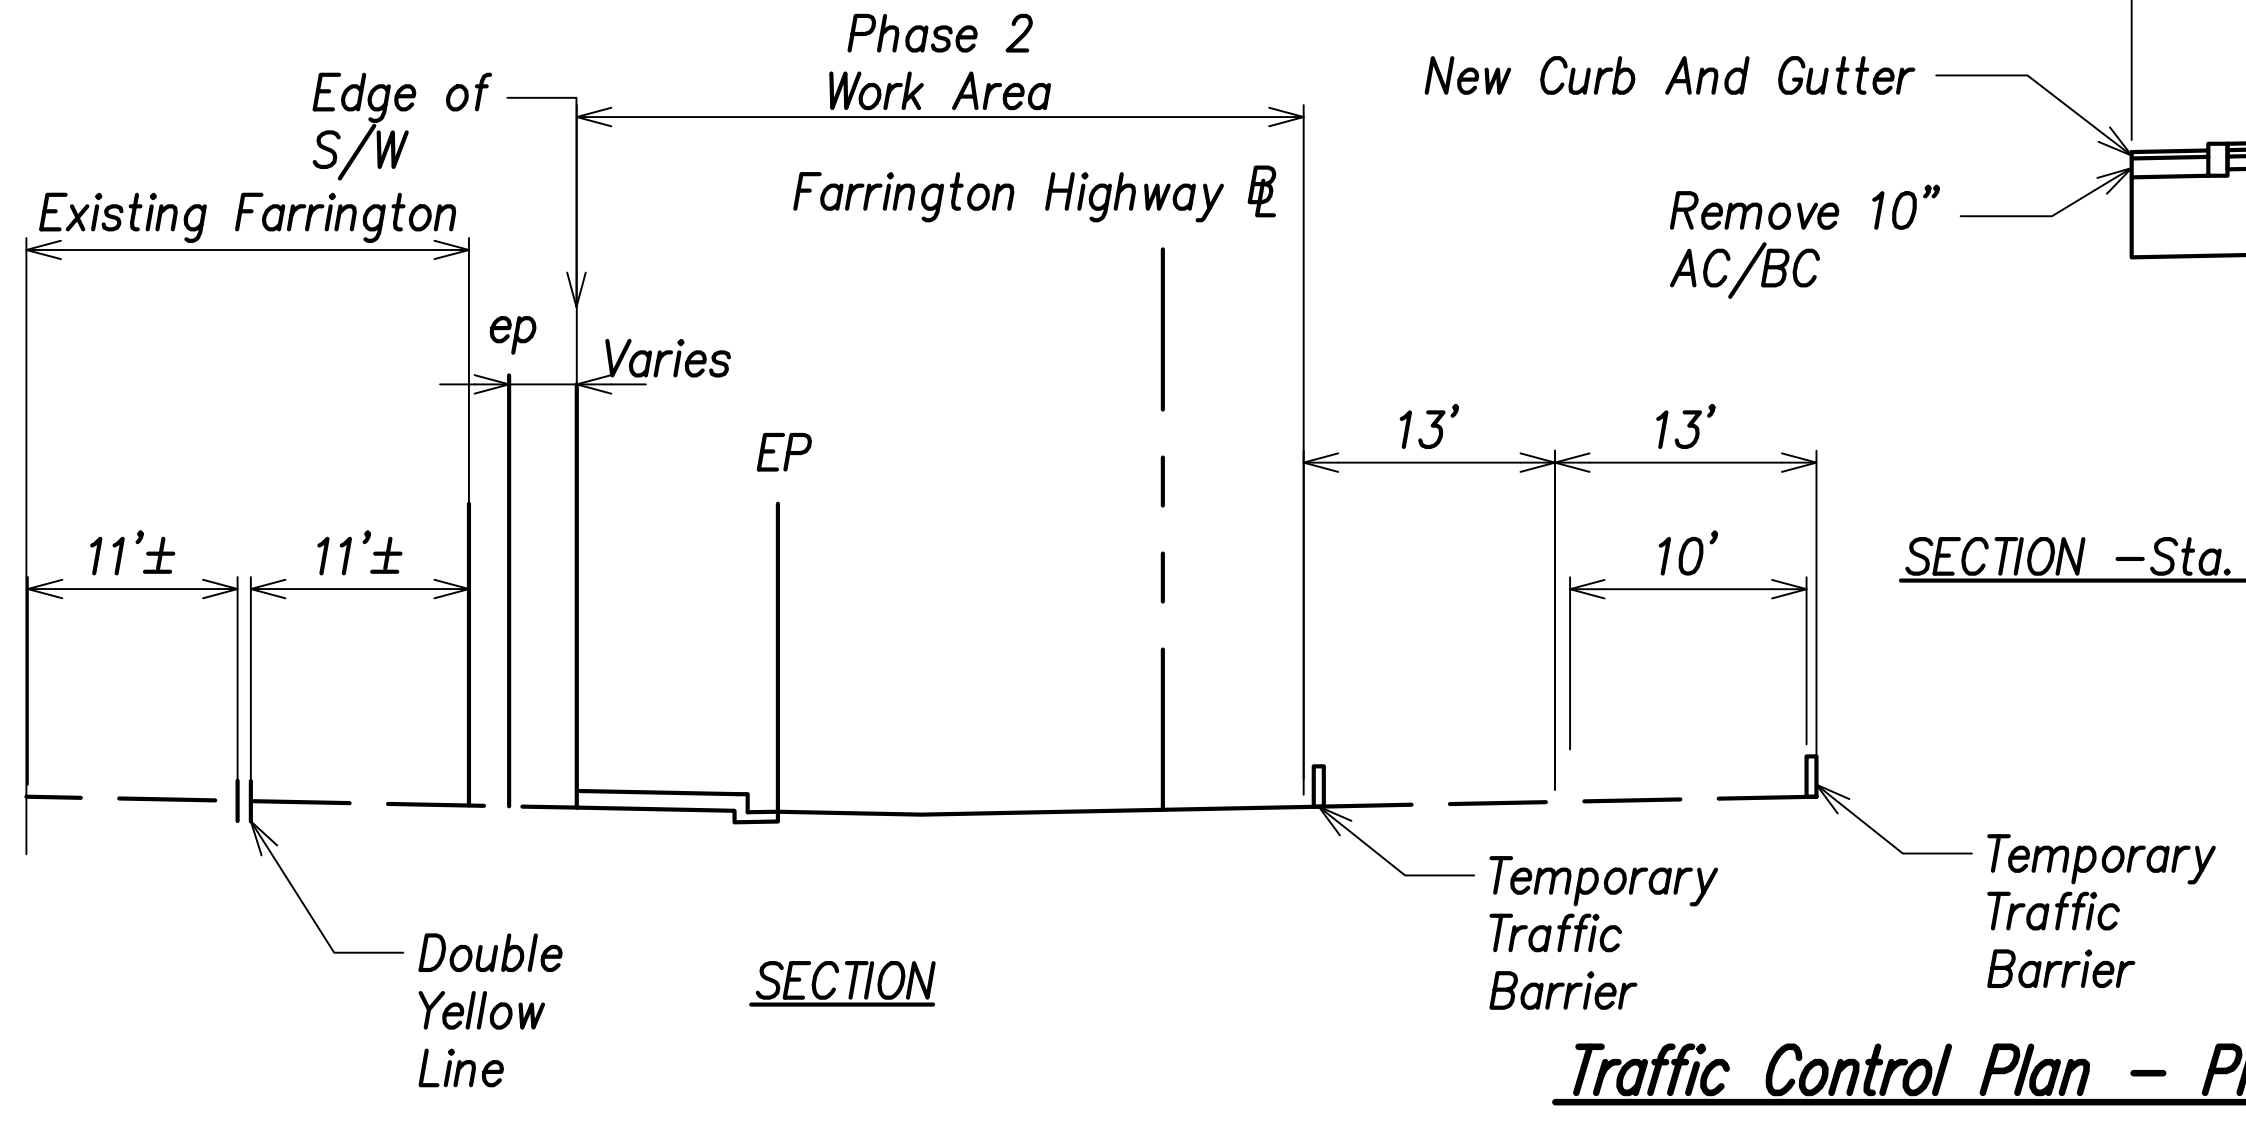 Phase 2
Work Area
Edge of
S/W
Existing Farrington
Farrington Highway BL
New Curb And Gutter
Remove 10"
AC/BC
ep
Varies
EP
13'
13'
11'±
11'±
10'
SECTION -Sta.
Temporary
Traffic
Barrier
Temporary
Traffic
Barrier
Double
Yellow
Line
SECTION
Traffic Control Plan -